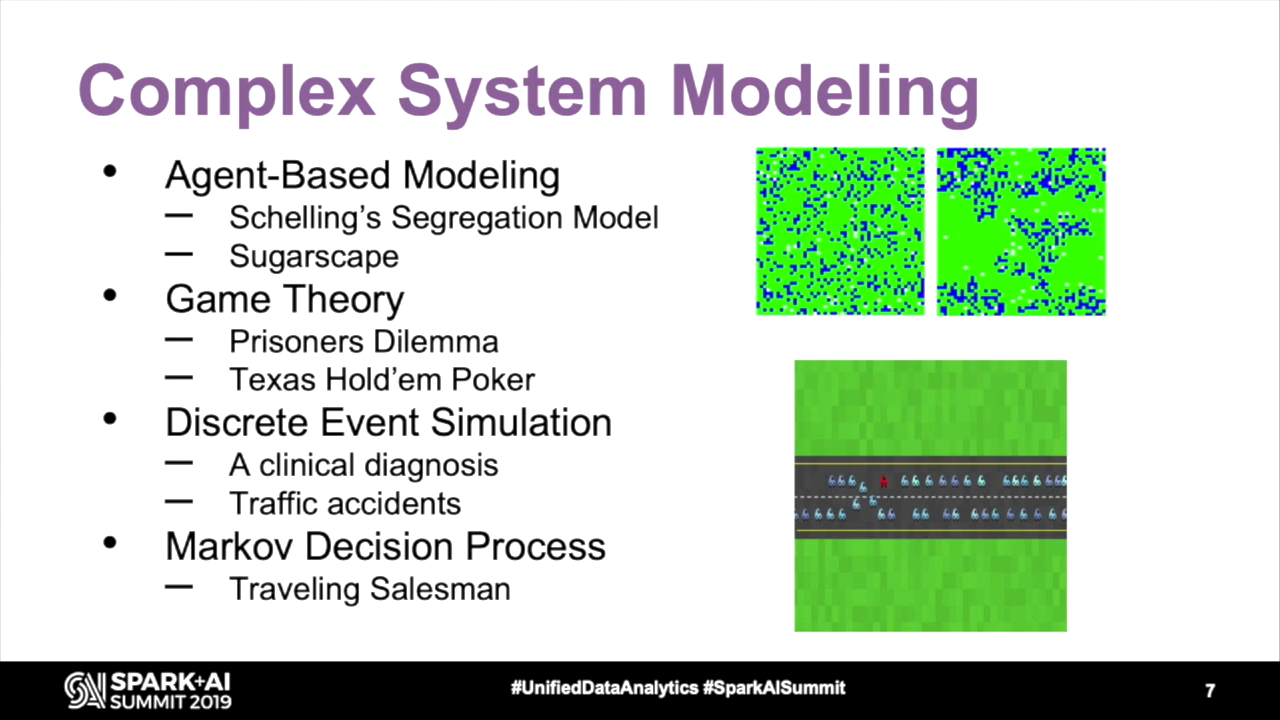 Complex System Modeling
• Agent-Based Modeling
– Schelling’s Segregation Model
– Sugarscape
• Game Theory
– Prisoners Dilemma
– Texas Hold’em Poker
• Discrete Event Simulation
– A clinical diagnosis
– Traffic accidents
• Markov Decision Process
– Traveling Salesman
SPARK+AI
SUMMIT 2019
#UnifiedDataAnalytics #SparkAISummit
7